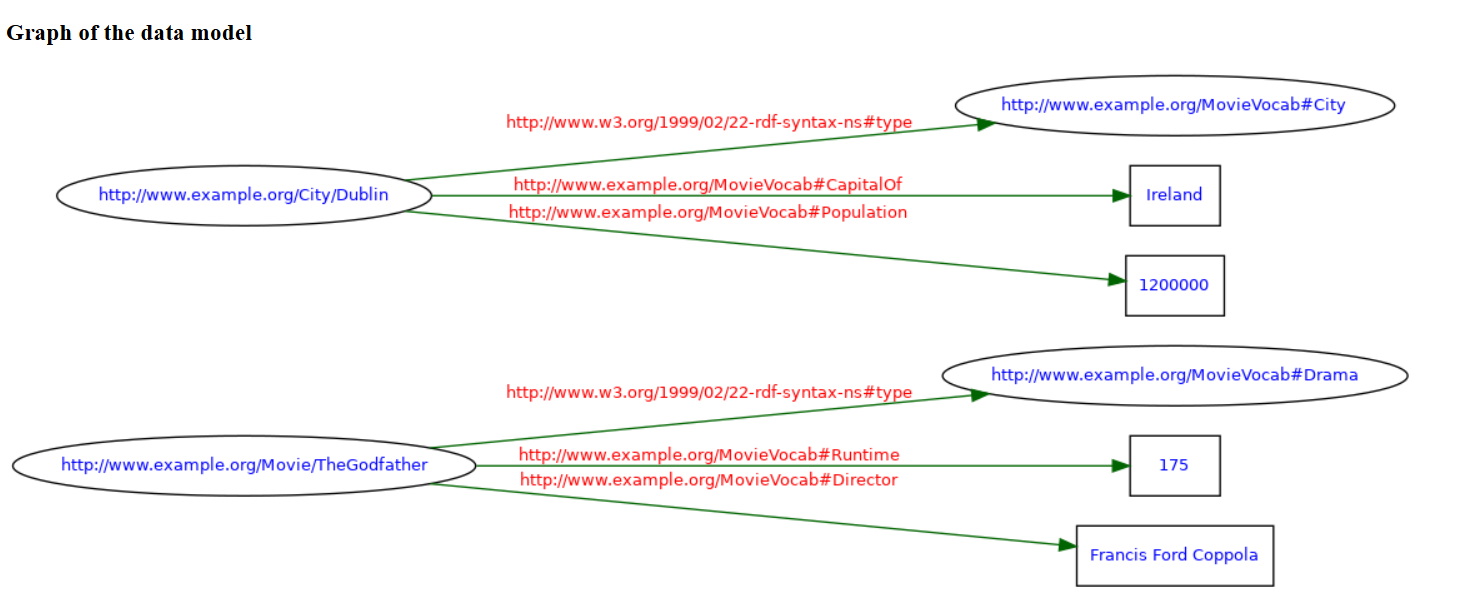 Graph of the data model
http://www.example.org/MovieVocab#City
http://www.w3.org/1999/02/22-rdf-syntax-ns#type
http://www.example.org/City/Dublin
http://www.example.org/MovieVocab#CapitalOf
Ireland
http://www.example.org/MovieVocab#Population
1200000
http://www.example.org/MovieVocab#Drama
http://www.w3.org/1999/02/22-rdf-syntax-ns#type
http://www.example.org/Movie/TheGodfather
http://www.example.org/MovieVocab#Runtime
175
http://www.example.org/MovieVocab#Director
Francis Ford Coppola